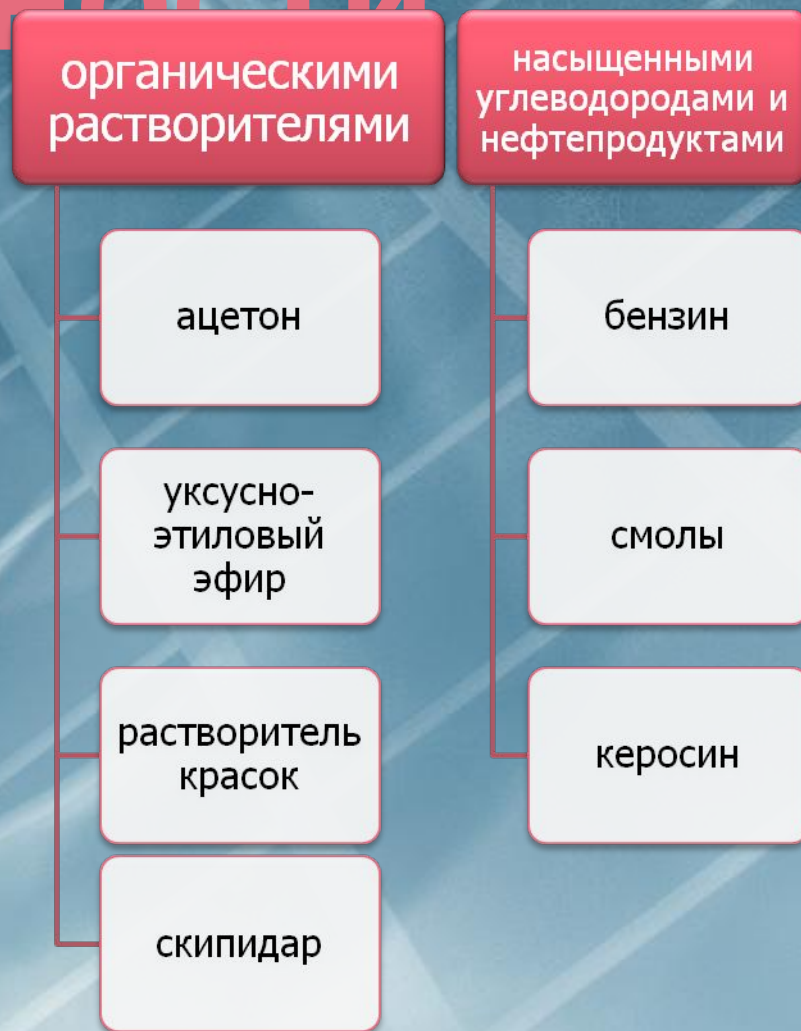 органическими
растворителями
ацетон
уксусно-
этиловый
эфир
растворитель
красок
скипидар
насыщенными
углеводородами и
нефтепродуктами
бензин
смолы
керосин